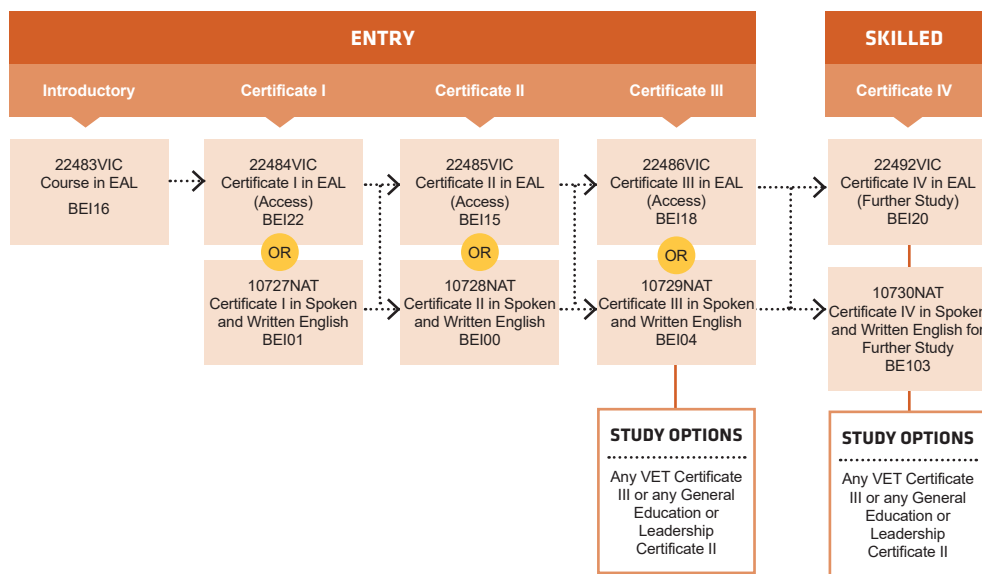 ENTRY
SKILLED
Introductory
Certificate I
Certificate II
Certificate III
Certificate IV
22483VIC
Course in EAL
BEI16
22484VIC
Certificate I in EAL
(Access)
BEI22
OR
10727NAT
Certificate I in Spoken
and Written English
BEI01
22485VIC
Certificate II in EAL
(Access)
BEI15
OR
10728NAT
Certificate II in Spoken
and Written English
BEI00
22486VIC
Certificate III in EAL
(Access)
BEI18
OR
10729NAT
Certificate III in Spoken
and Written English
BEI04
22492VIC
Certificate IV in EAL
(Further Study)
BEI20
10730NAT
Certificate IV in Spoken
and Written English for
Further Study
BE103
STUDY OPTIONS
Any VET Certificate
III or any General
Education or
Leadership
Certificate II
STUDY OPTIONS
Any VET Certificate
III or any General
Education or
Leadership
Certificate II